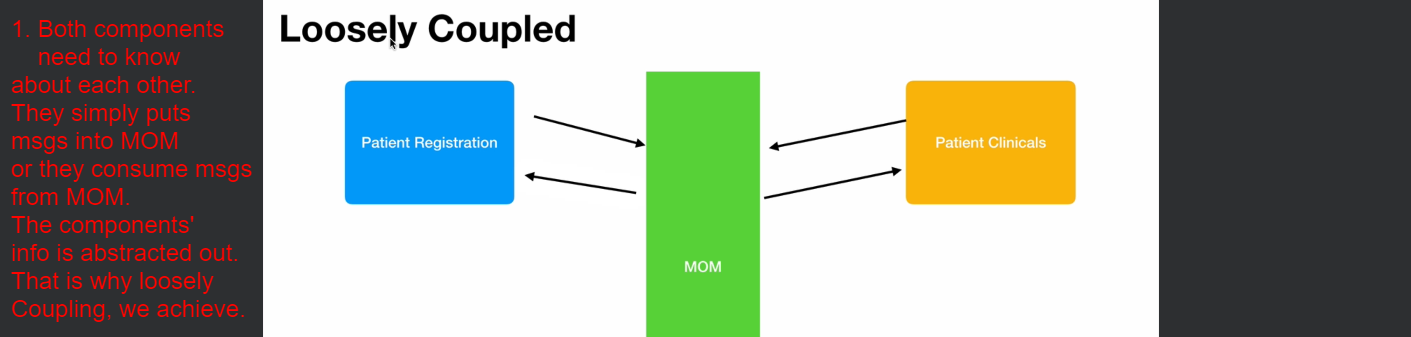 1. Both components
need to know
about each other.
They simply puts
msgs into MOM
or they consume msgs
from MOM.
The components'
info is abstracted out.
That is why loosely
Coupling, we achieve.
Loosely Coupled
Patient Registration
MOM
Patient Clinicals